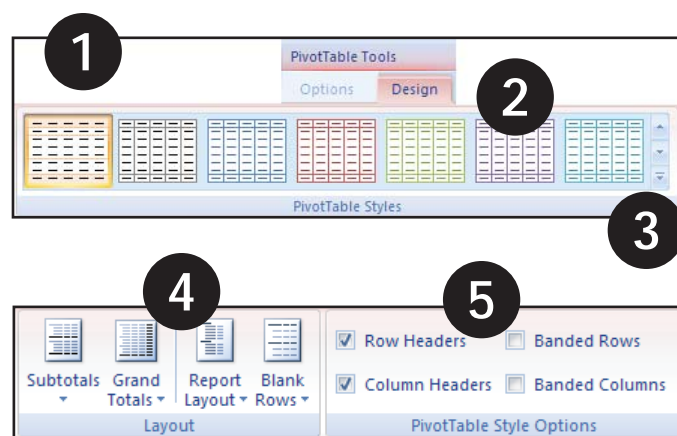 1
PivotTable Tools
Options Design
2
PivotTable Styles
3
4
5
Row Headers Banded Rows
Subtotals Grand Report Blank
Totals Layout Rows
Column Headers Banded Columns
Layout PivotTable Style Options